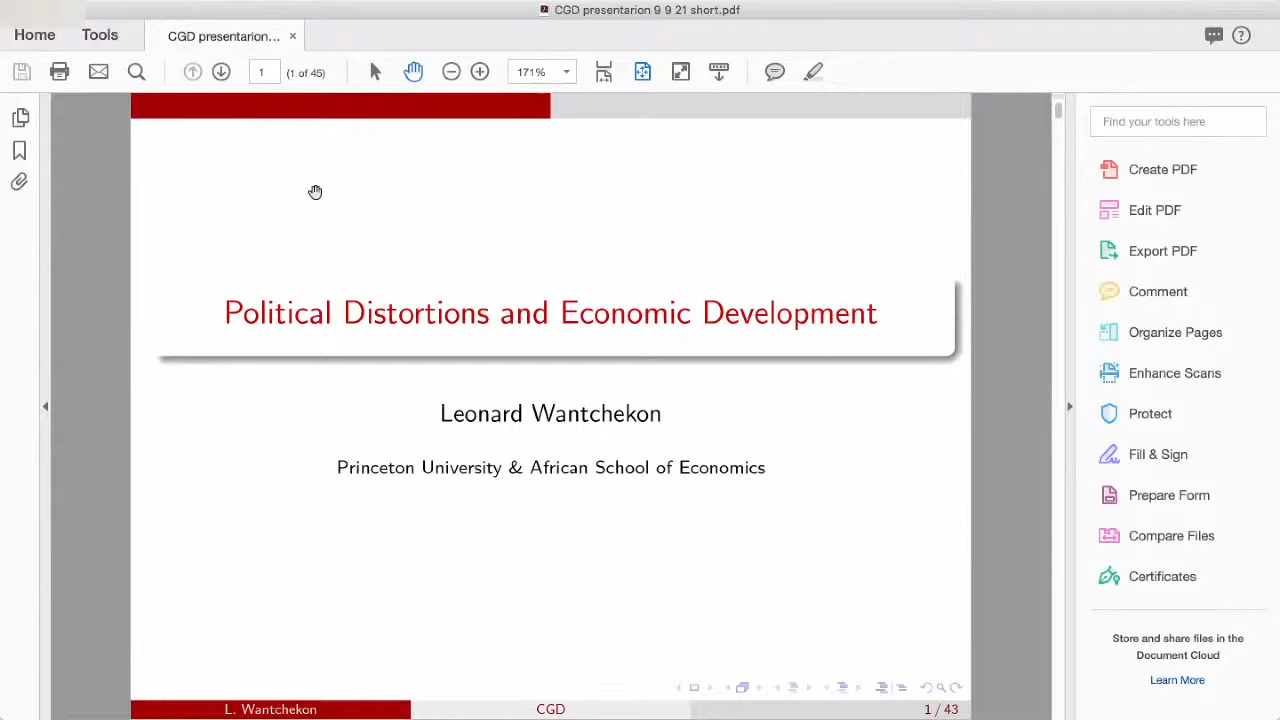 CGD presentarion 9 9 21 short.pdf
Home
Tools
CGD presentarion...
1
(1 of 45)
171%
Find your tools here
Create PDF
Edit PDF
Export PDF
Comment
Organize Pages
Enhance Scans
Protect
Fill & Sign
Prepare Form
Compare Files
Certificates
Store and share files in the
Document Cloud
Learn More
Political Distortions and Economic Development
Leonard Wantchekon
Princeton University & African School of Economics
L. Wantchekon
CGD
1 / 43